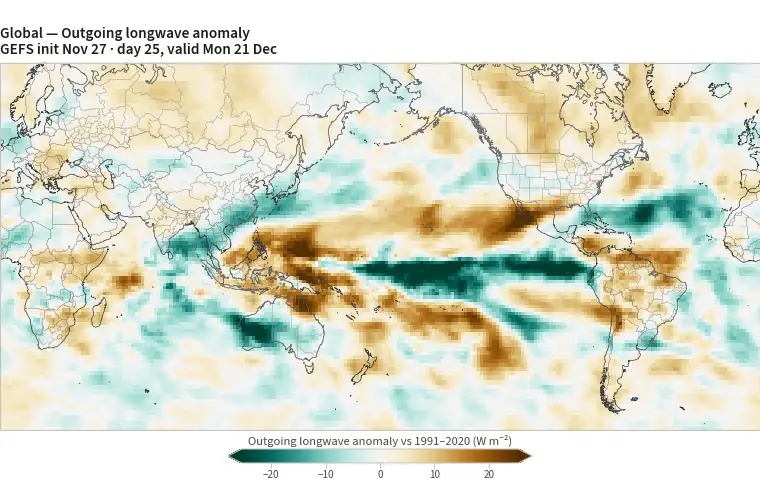 Global — Outgoing longwave anomaly
GEFS init Nov 27 · day 25, valid Mon 21 Dec
Outgoing longwave anomaly vs 1991–2020 (W m⁻²)
−20 −10 0 10 20